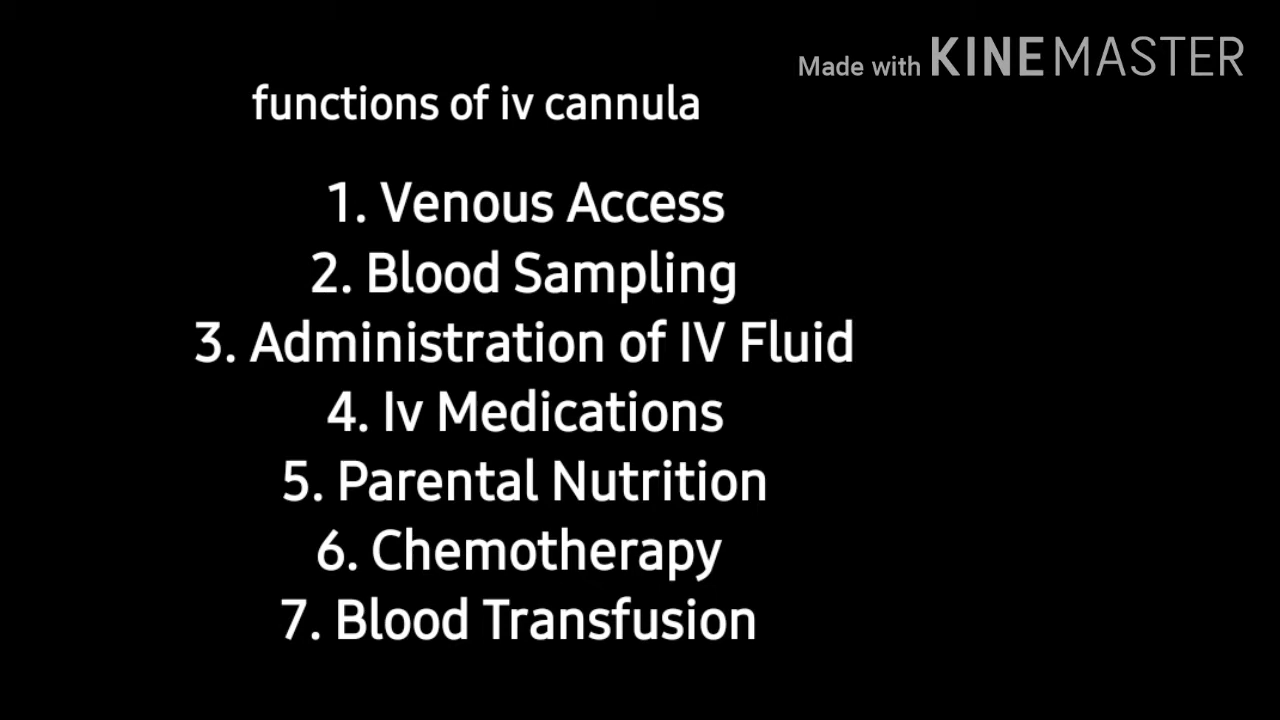 Made with KINEMASTER
functions of iv cannula
1. Venous Access
2. Blood Sampling
3. Administration of IV Fluid
4. Iv Medications
5. Parental Nutrition
6. Chemotherapy
7. Blood Transfusion